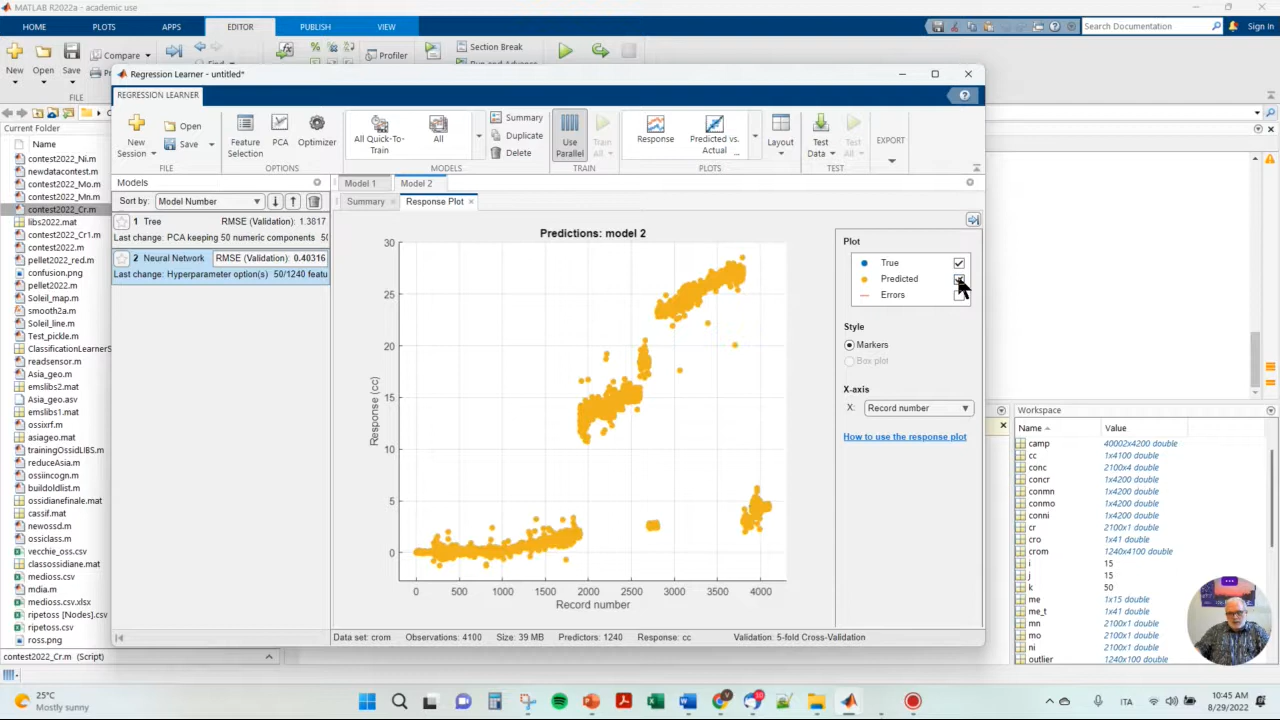 MATLAB R2022a - academic use
HOME PLOTS APPS EDITOR PUBLISH VIEW
Search Documentation
Sign In
New
Open
Save
Compare
Print
FILE
Profiler
Section Break
Regression Learner - untitled*
REGRESSION LEARNER
New
Session
Open
Save
Feature
Selection
PCA
Optimizer
All Quick-To-
Train
All
Summary
Duplicate
Delete
Use
Parallel
Train
All
Response
Predicted vs.
Actual ...
Layout
Test
Data
Test
All
EXPORT
FILE OPTIONS MODELS TRAIN PLOTS TEST
Current Folder
Name
contest2022_Ni.m
newdatacontest.m
contest2022_Mo.m
contest2022_Mn.m
contest2022_Cr.m
libs2022.mat
contest2022_Cr1.m
contest2022.m
pellet2022_red.m
confusion.png
pellet2022.m
Soleil_map.m
smooth2a.m
Soleil_line.m
Test_pickle.m
ClassificationLearnerS
readsensor.m
Asia_geo.m
emslibs2.mat
Asia_geo.asv
emslibs1.mat
ossixrf.m
asiageo.mat
trainingOssidLIBS.m
reduceAsia.m
ossiincogn.m
buildoldlist.m
ossidianefinale.mat
cassif.mat
newossd.m
ossiclass.m
vecchie_oss.csv
classossidiane.mat
medioss.csv
mdia.m
medioss.csv.xlsx
ripetoss [Nodes].csv
ripetoss.csv
ross.png
contest2022_Cr.m (Script)
Models
Sort by: Model Number
1 Tree RMSE (Validation): 1.3817
Last change: PCA keeping 50 numeric components 50
2 Neural Network RMSE (Validation): 0.40316
Last change: Hyperparameter option(s) 50/1240 featu
Model 1 Model 2
Summary Response Plot
Predictions: model 2
Response (cc)
30
25
20
15
10
5
0
0 500 1000 1500 2000 2500 3000 3500 4000
Record number
Plot
True
Predicted
Errors
Style
Markers
Box plot
X-axis
X: Record number
How to use the response plot
Data set: crom Observations: 4100 Size: 39 MB Predictors: 1240 Response: cc Validation: 5-fold Cross-Validation
Workspace
Name Value
camp 40002x4200 double
cc 1x4100 double
conc 2100x4 double
concr 1x4200 double
conmn 1x4200 double
conmo 1x4200 double
conni 1x4200 double
cr 2100x1 double
cro 1x41 double
crom 1240x4100 double
i 15
j 15
k 50
me 1x15 double
me_t 1x41 double
mn 2100x1 double
mo 2100x1 double
ni 2100x1 double
outlier 1240x100 double
25°C
Mostly sunny
ITA
10:45 AM
8/29/2022